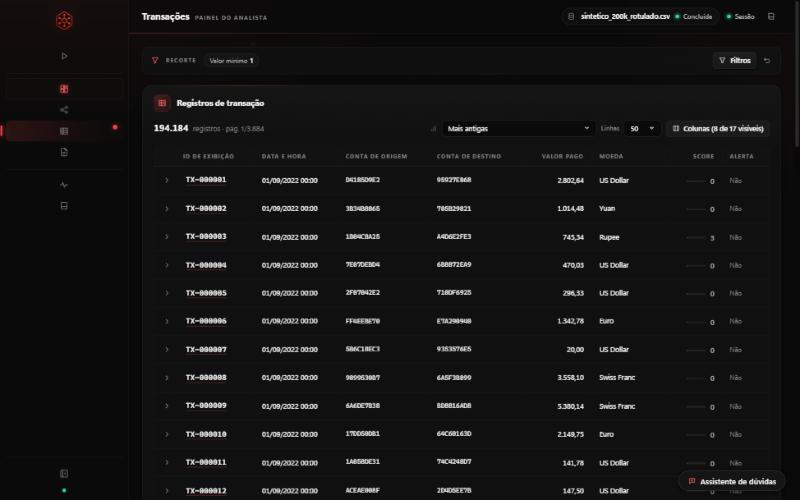 Transações PAINEL DO ANALISTA
sintetico_200k_rotulado.csv Concluída Sessão
RECORTE Valor mínimo 1 Filtros
Registros de transação
194.184 registros · pág. 1/3.884 Mais antigas Linhas 50 Colunas (8 de 17 visíveis)
ID DE EXIBIÇÃO DATA E HORA CONTA DE ORIGEM CONTA DE DESTINO VALOR PAGO MOEDA SCORE ALERTA
TX-000001 01/09/2022 00:00 D4185D9E2 95927E868 2.802,64 US Dollar 0 Não
TX-000002 01/09/2022 00:00 3834B8865 785B29821 1.014,48 Yuan 0 Não
TX-000003 01/09/2022 00:00 745,34 Rupee 3 Não
TX-000004 01/09/2022 00:00 470,03 US Dollar 0 Não
TX-000005 01/09/2022 00:00 296,33 US Dollar 0 Não
TX-000006 01/09/2022 00:00 1.342,78 Euro 0 Não
TX-000007 01/09/2022 00:00 20,00 US Dollar 0 Não
TX-000008 01/09/2022 00:00 3.558,10 Swiss Franc 0 Não
TX-000009 01/09/2022 00:00 5.380,14 Swiss Franc 0 Não
TX-000010 01/09/2022 00:00 2.149,75 Euro 0 Não
TX-000011 01/09/2022 00:00 141,78 US Dollar 0 Não
TX-000012 01/09/2022 00:00 147,50 US Dollar 0 Não
Assistente de dúvidas